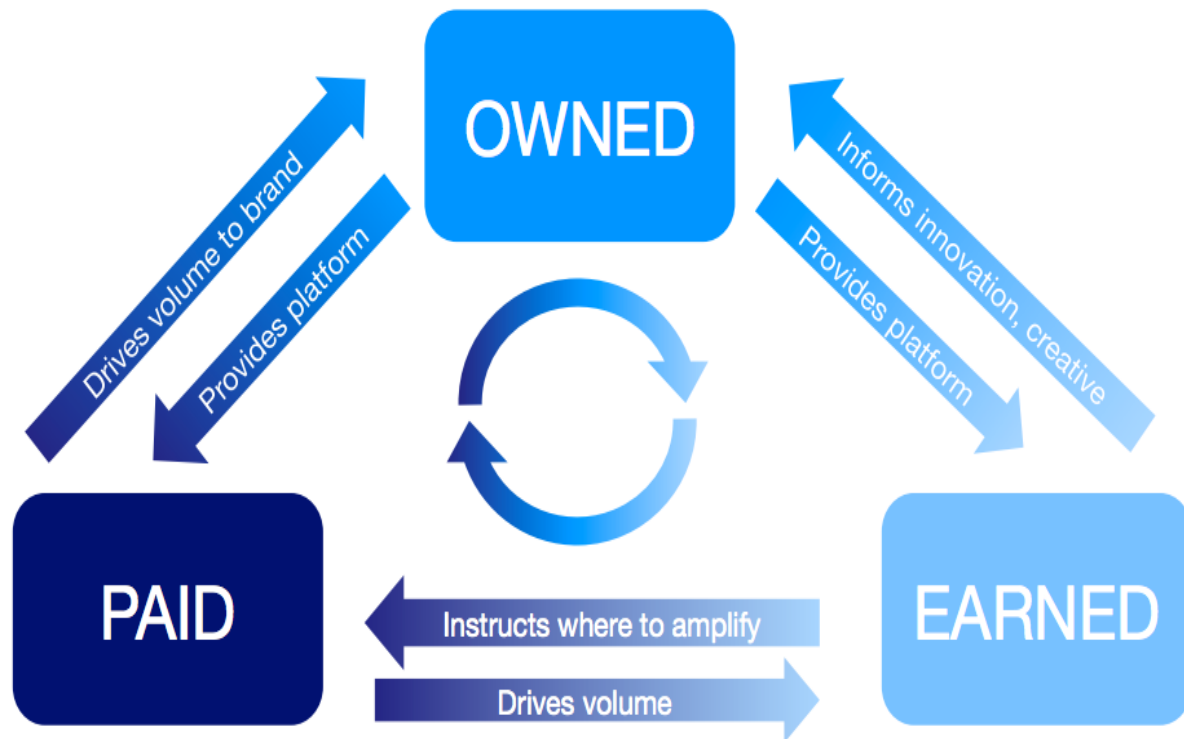 OWNED
Drives volume to brand
Provides platform
Provides platform
Informs innovation, creative
PAID
Instructs where to amplify
Drives volume
EARNED